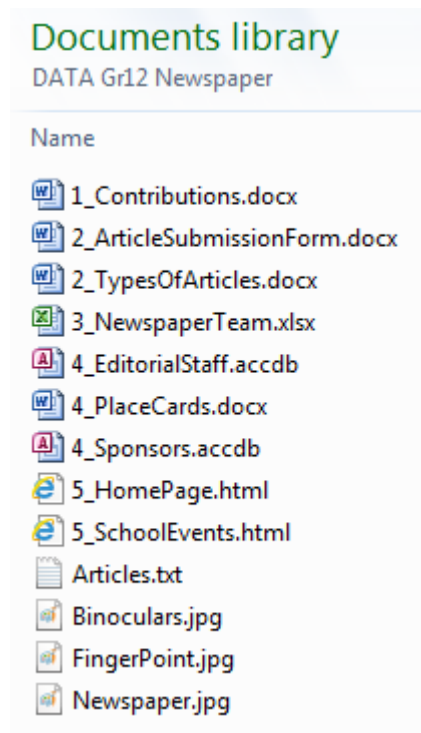 Documents library
DATA Gr12 Newspaper
Name
1_Contributions.docx
2_ArticleSubmissionForm.docx
2_TypesOfArticles.docx
3_NewspaperTeam.xlsx
4_EditorialStaff.accdb
4_PlaceCards.docx
4_Sponsors.accdb
5_HomePage.html
5_SchoolEvents.html
Articles.txt
Binoculars.jpg
FingerPoint.jpg
Newspaper.jpg